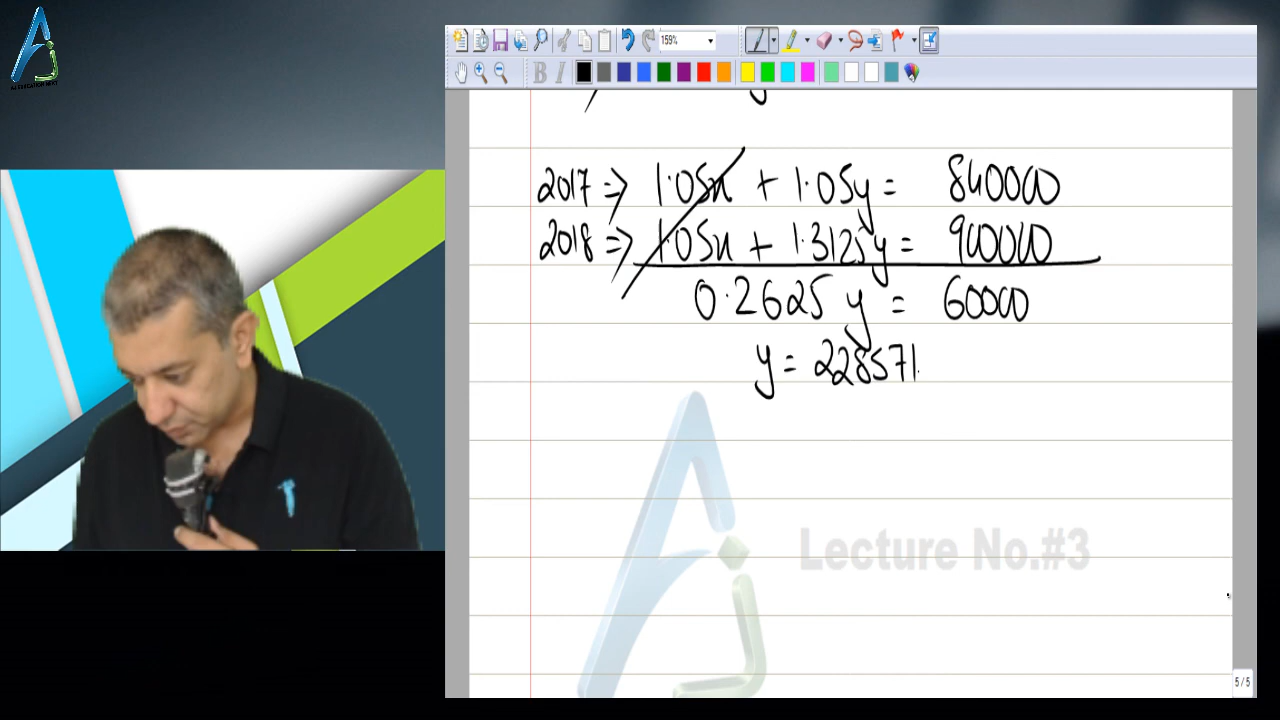 159%
B I
2017 => 1.05x + 1.05y = 840000
2018 => 1.05x + 1.3125y = 900000
0.2625 y = 60000
y = 228571
Lecture No.#3
5 / 5